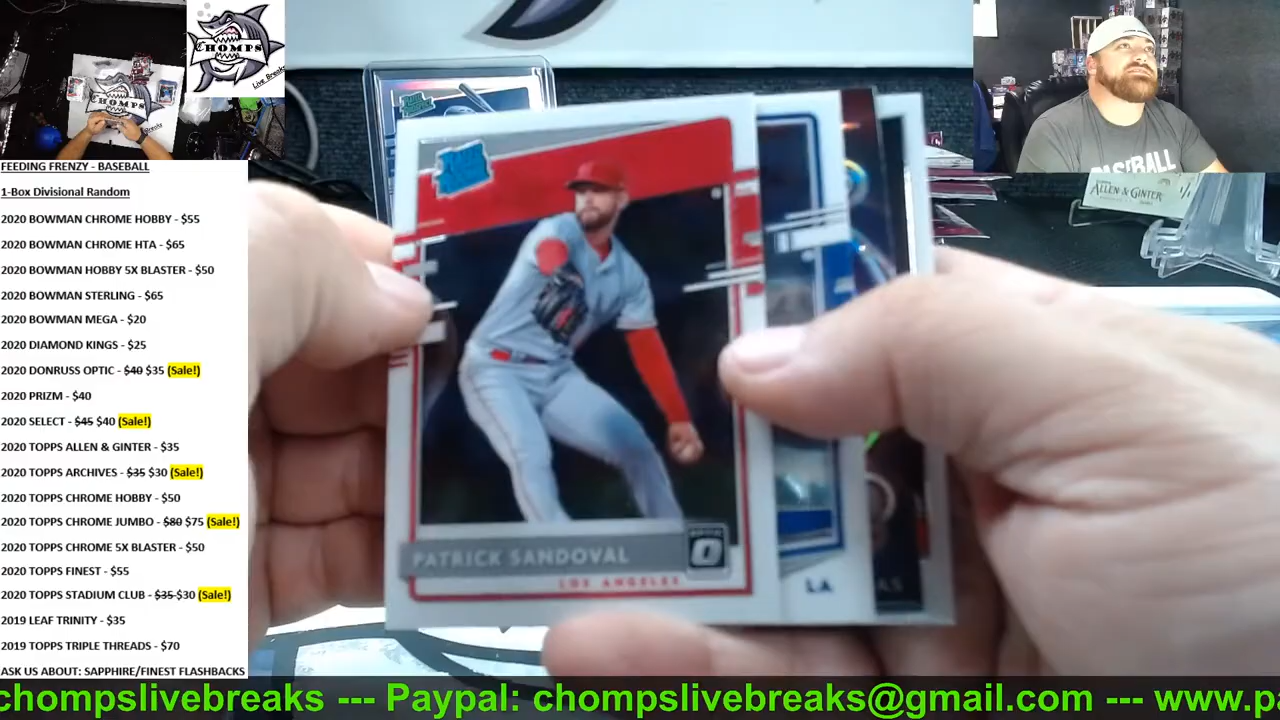 CHOMPS
Live Breaks
FEEDING FRENZY - BASEBALL
1-Box Divisional Random
2020 BOWMAN CHROME HOBBY - $55
2020 BOWMAN CHROME HTA - $65
2020 BOWMAN HOBBY 5X BLASTER - $50
2020 BOWMAN STERLING - $65
2020 BOWMAN MEGA - $20
2020 DIAMOND KINGS - $25
2020 DONRUSS OPTIC - $40 $35 (Sale!)
2020 PRIZM - $40
2020 SELECT - $45 $40 (Sale!)
2020 TOPPS ALLEN & GINTER - $35
2020 TOPPS ARCHIVES - $35 $30 (Sale!)
2020 TOPPS CHROME HOBBY - $50
2020 TOPPS CHROME JUMBO - $80 $75 (Sale!)
2020 TOPPS CHROME 5X BLASTER - $50
2020 TOPPS FINEST - $55
2020 TOPPS STADIUM CLUB - $35 $30 (Sale!)
2019 LEAF TRINITY - $35
2019 TOPPS TRIPLE THREADS - $70
ASK US ABOUT: SAPPHIRE/FINEST FLASHBACKS
CHOMPS
PATRICK SANDOVAL
LOS ANGELES
LA
ALLEN & GINTER
1/1
chompslivebreaks --- Paypal: chompslivebreaks@gmail.com --- www.pa